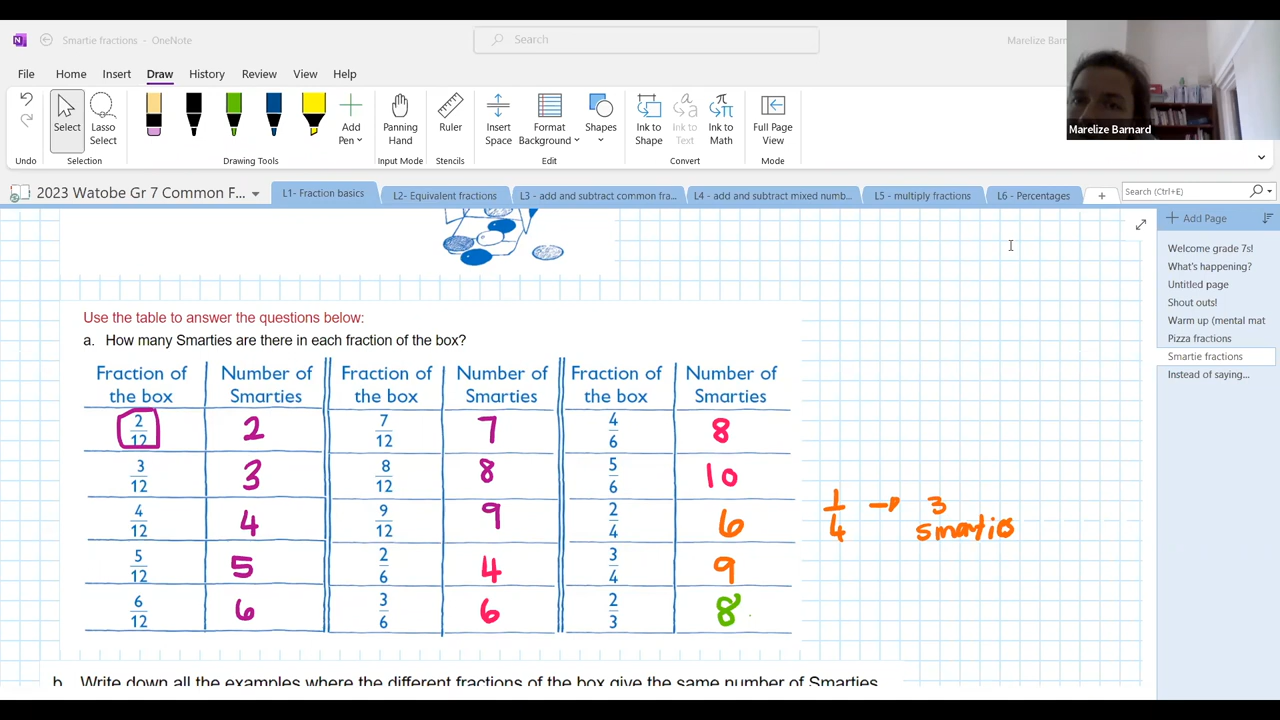 Smartie fractions - OneNote
Search
Marelize Barn
File Home Insert Draw History Review View Help
Undo
Select
Lasso Select
Add Pen
Panning Hand
Ruler
Insert Space
Format Background
Shapes
Ink to Shape
Ink to Text
Ink to Math
Full Page View
Marelize Barnard
Undo Selection Drawing Tools Input Mode Stencils Edit Convert Mode
2023 Watobe Gr 7 Common F...
L1- Fraction basics
L2- Equivalent fractions
L3 - add and subtract common fra...
L4 - add and subtract mixed numb...
L5 - multiply fractions
L6 - Percentages
+
Search (Ctrl+E)
Add Page
Welcome grade 7s!
What's happening?
Untitled page
Shout outs!
Warm up (mental mat
Pizza fractions
Smartie fractions
Instead of saying...
Use the table to answer the questions below:
a. How many Smarties are there in each fraction of the box?
Fraction of the box Number of Smarties Fraction of the box Number of Smarties Fraction of the box Number of Smarties
2/12 2 7/12 7 4/6 8
3/12 3 8/12 8 5/6 10
4/12 4 9/12 9 2/4 6
5/12 5 2/6 4 3/4 9
6/12 6 3/6 6 2/3 8
1/4 → 3 smarties
b. Write down all the examples where the different fractions of the box give the same number of Smarties